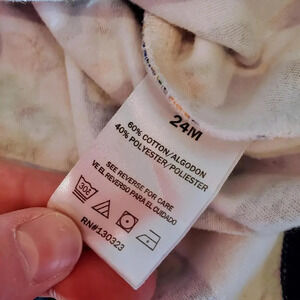 24M
60% COTTON/ALGODON
40% POLYESTER/POLIESTER
SEE REVERSE FOR CARE
VE EL REVERSO PARA EL CUIDADO
RN#130323